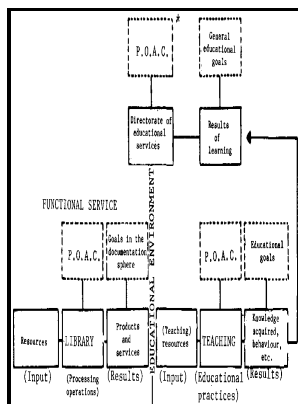 *
P.O.A.C.
General
educational
goals
Directorate of
educational
services
Results
of
learning
FUNCTIONAL SERVICE
EDUCATIONAL ENVIRONMENT
P.O.A.C.
Goals in the
documentation
sphere
P.O.A.C.
Educational
goals
Resources
LIBRARY
Products
and
services
(Teaching)
resources
TEACHING
Knowledge
acquired,
behaviour,
etc.
(Input)
(Processing
operations)
(Results)
(Input)
(Educational
practices)
(Results)